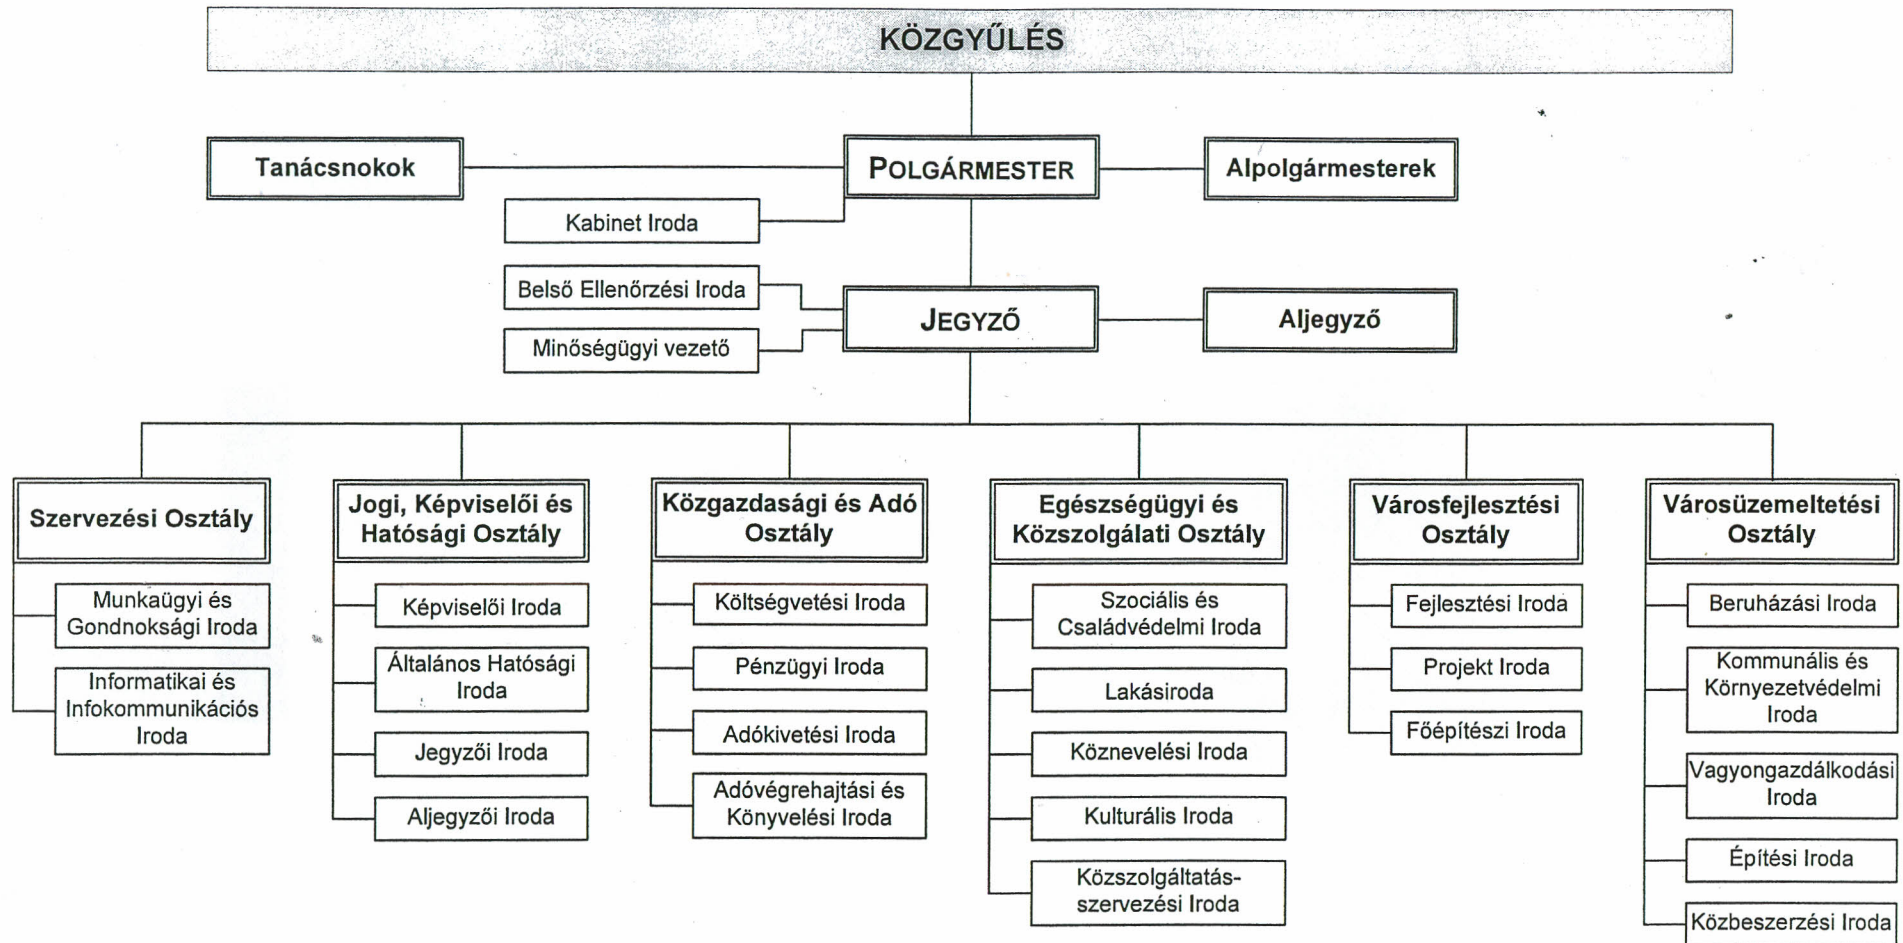 KÖZGYŰLÉS
Tanácsnokok
POLGÁRMESTER
Alpolgármesterek
Kabinet Iroda
Belső Ellenőrzési Iroda
JEGYZŐ
Aljegyző
Minőségügyi vezető
Szervezési Osztály
Munkaügyi és
Gondnoksági Iroda
Informatikai és
Infokommunikációs
Iroda
Jogi, Képviselői és
Hatósági Osztály
Képviselői Iroda
Általános Hatósági
Iroda
Jegyzői Iroda
Aljegyzői Iroda
Közgazdasági és Adó
Osztály
Költségvetési Iroda
Pénzügyi Iroda
Adókivetési Iroda
Adóvégrehajtási és
Könyvelési Iroda
Egészségügyi és
Közszolgálati Osztály
Szociális és
Családvédelmi Iroda
Lakásiroda
Köznevelési Iroda
Kulturális Iroda
Közszolgáltatás-
szervezési Iroda
Városfejlesztési
Osztály
Fejlesztési Iroda
Projekt Iroda
Főépítészi Iroda
Városüzemeltetési
Osztály
Beruházási Iroda
Kommunális és
Környezetvédelmi
Iroda
Vagyongazdálkodási
Iroda
Építési Iroda
Közbeszerzési Iroda